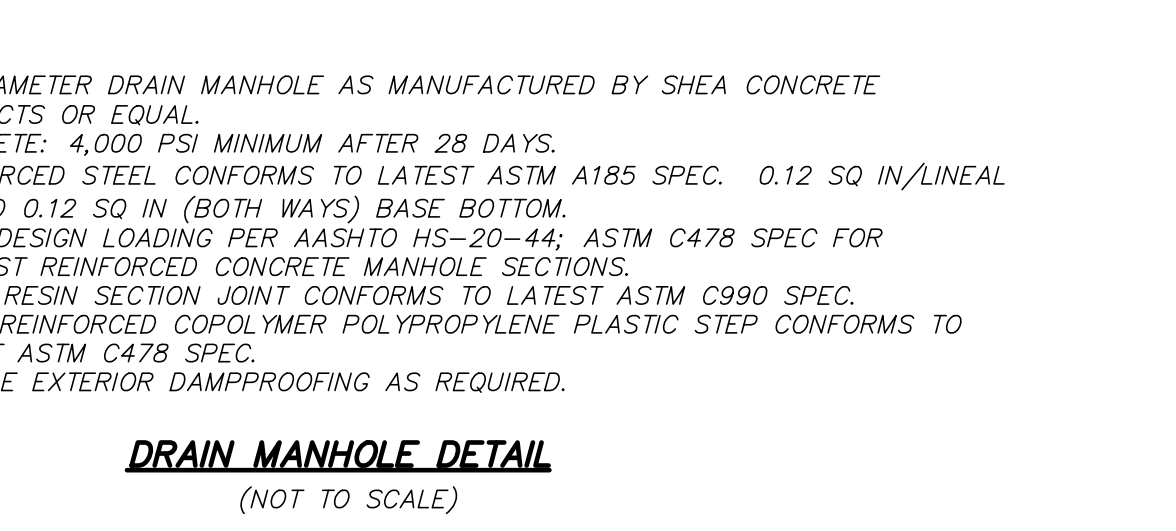 AMETER DRAIN MANHOLE AS MANUFACTURED BY SHEA CONCRETE
CTS OR EQUAL.
ETE: 4,000 PSI MINIMUM AFTER 28 DAYS.
RCED STEEL CONFORMS TO LATEST ASTM A185 SPEC. 0.12 SQ IN/LINEAL
0.12 SQ IN (BOTH WAYS) BASE BOTTOM.
DESIGN LOADING PER AASHTO HS-20-44; ASTM C478 SPEC FOR
ST REINFORCED CONCRETE MANHOLE SECTIONS.
RESIN SECTION JOINT CONFORMS TO LATEST ASTM C990 SPEC.
REINFORCED COPOLYMER POLYPROPYLENE PLASTIC STEP CONFORMS TO
ASTM C478 SPEC.
E EXTERIOR DAMPPROOFING AS REQUIRED.
DRAIN MANHOLE DETAIL
(NOT TO SCALE)